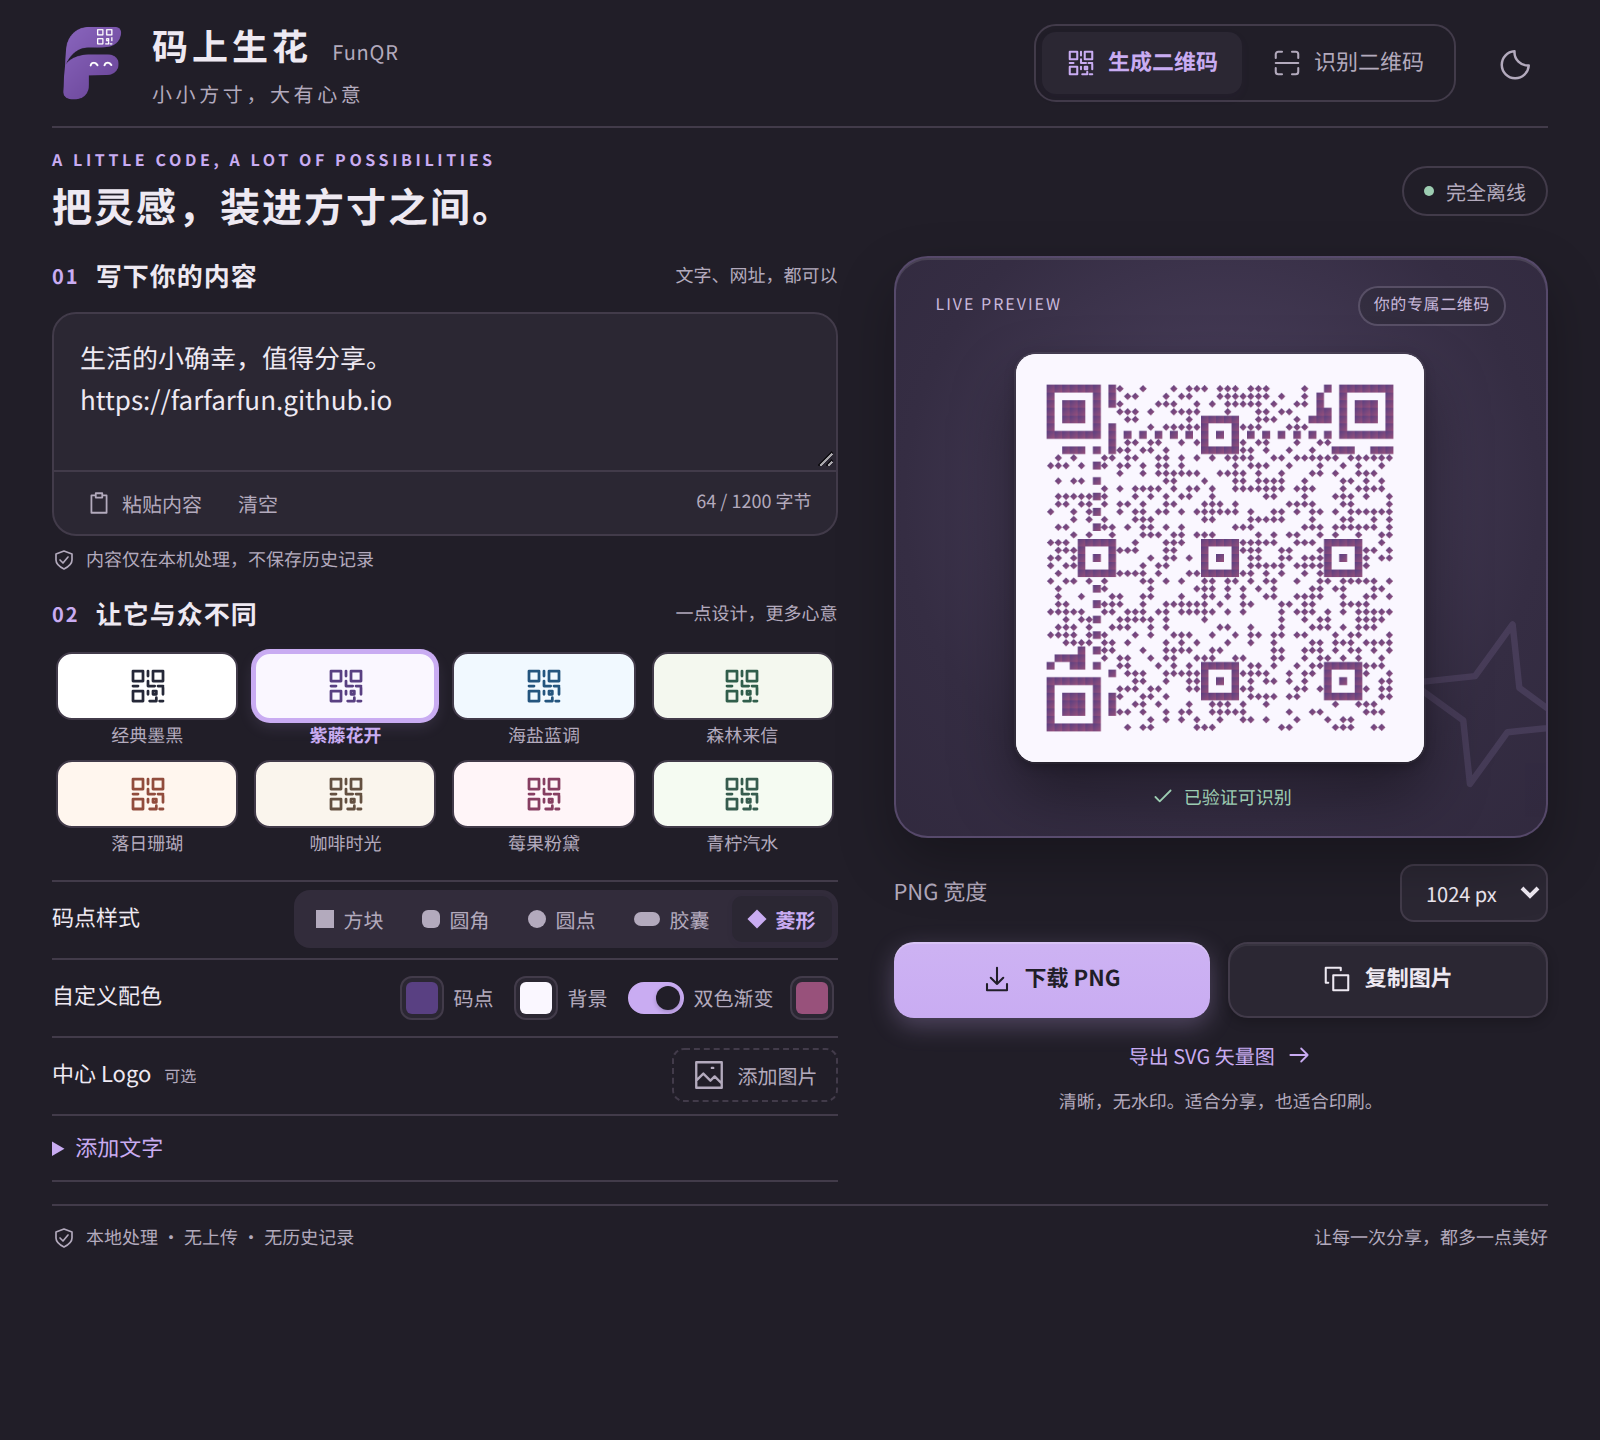 码上生花 FunQR
小小方寸，大有心意
生成二维码
识别二维码
A LITTLE CODE, A LOT OF POSSIBILITIES
把灵感，装进方寸之间。
完全离线
01 写下你的内容
文字、网址，都可以
生活的小确幸，值得分享。
https://farfarfun.github.io
粘贴内容 清空
64 / 1200 字节
内容仅在本机处理，不保存历史记录
02 让它与众不同
一点设计，更多心意
经典墨黑 紫藤花开 海盐蓝调 森林来信
落日珊瑚 咖啡时光 莓果粉黛 青柠汽水
码点样式 方块 圆角 圆点 胶囊 菱形
自定义配色 码点 背景 双色渐变
中心 Logo 可选 添加图片
添加文字
LIVE PREVIEW
你的专属二维码
已验证可识别
PNG 宽度
1024 px
下载 PNG
复制图片
导出 SVG 矢量图
清晰，无水印。适合分享，也适合印刷。
本地处理 · 无上传 · 无历史记录
让每一次分享，都多一点美好